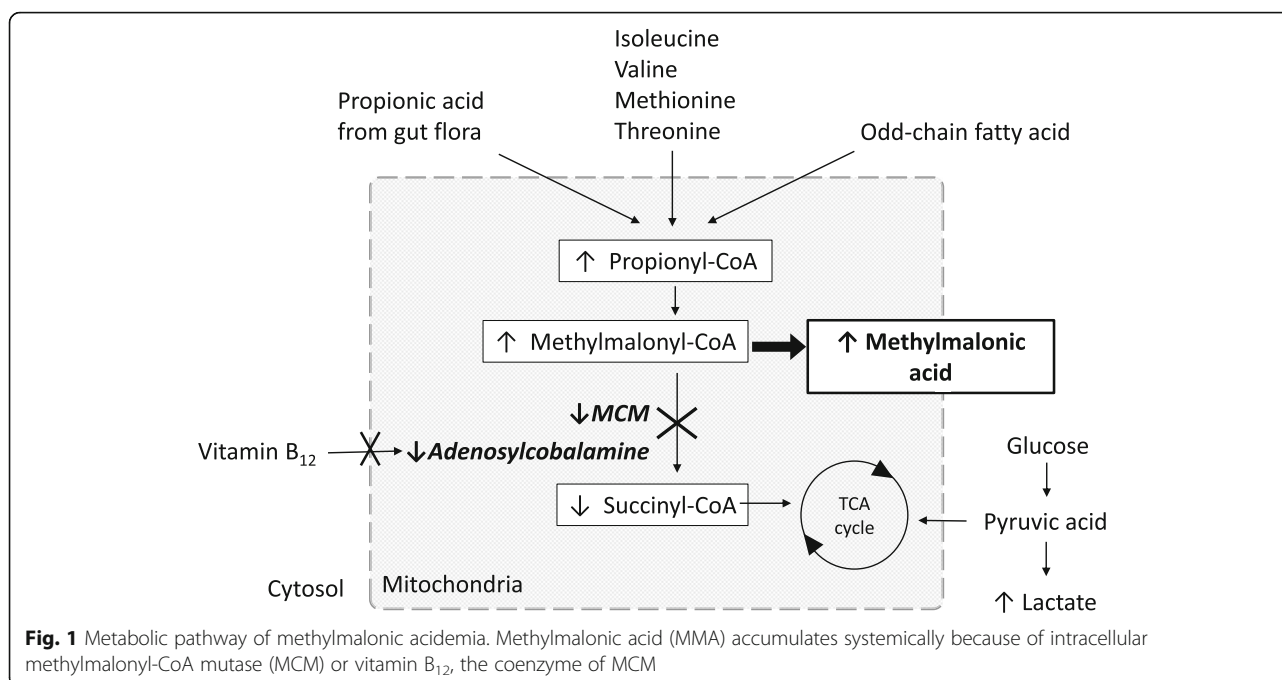 Isoleucine
Valine
Methionine
Threonine
Propionic acid
from gut flora
Odd-chain fatty acid
↑ Propionyl-CoA
↑ Methylmalonyl-CoA
↑ Methylmalonic
acid
↓MCM
Vitamin B₁₂
↓Adenosylcobalamine
Glucose
↓ Succinyl-CoA
TCA
cycle
Pyruvic acid
Cytosol
Mitochondria
↑ Lactate
Fig. 1 Metabolic pathway of methylmalonic acidemia. Methylmalonic acid (MMA) accumulates systemically because of intracellular
methylmalonyl-CoA mutase (MCM) or vitamin B₁₂, the coenzyme of MCM